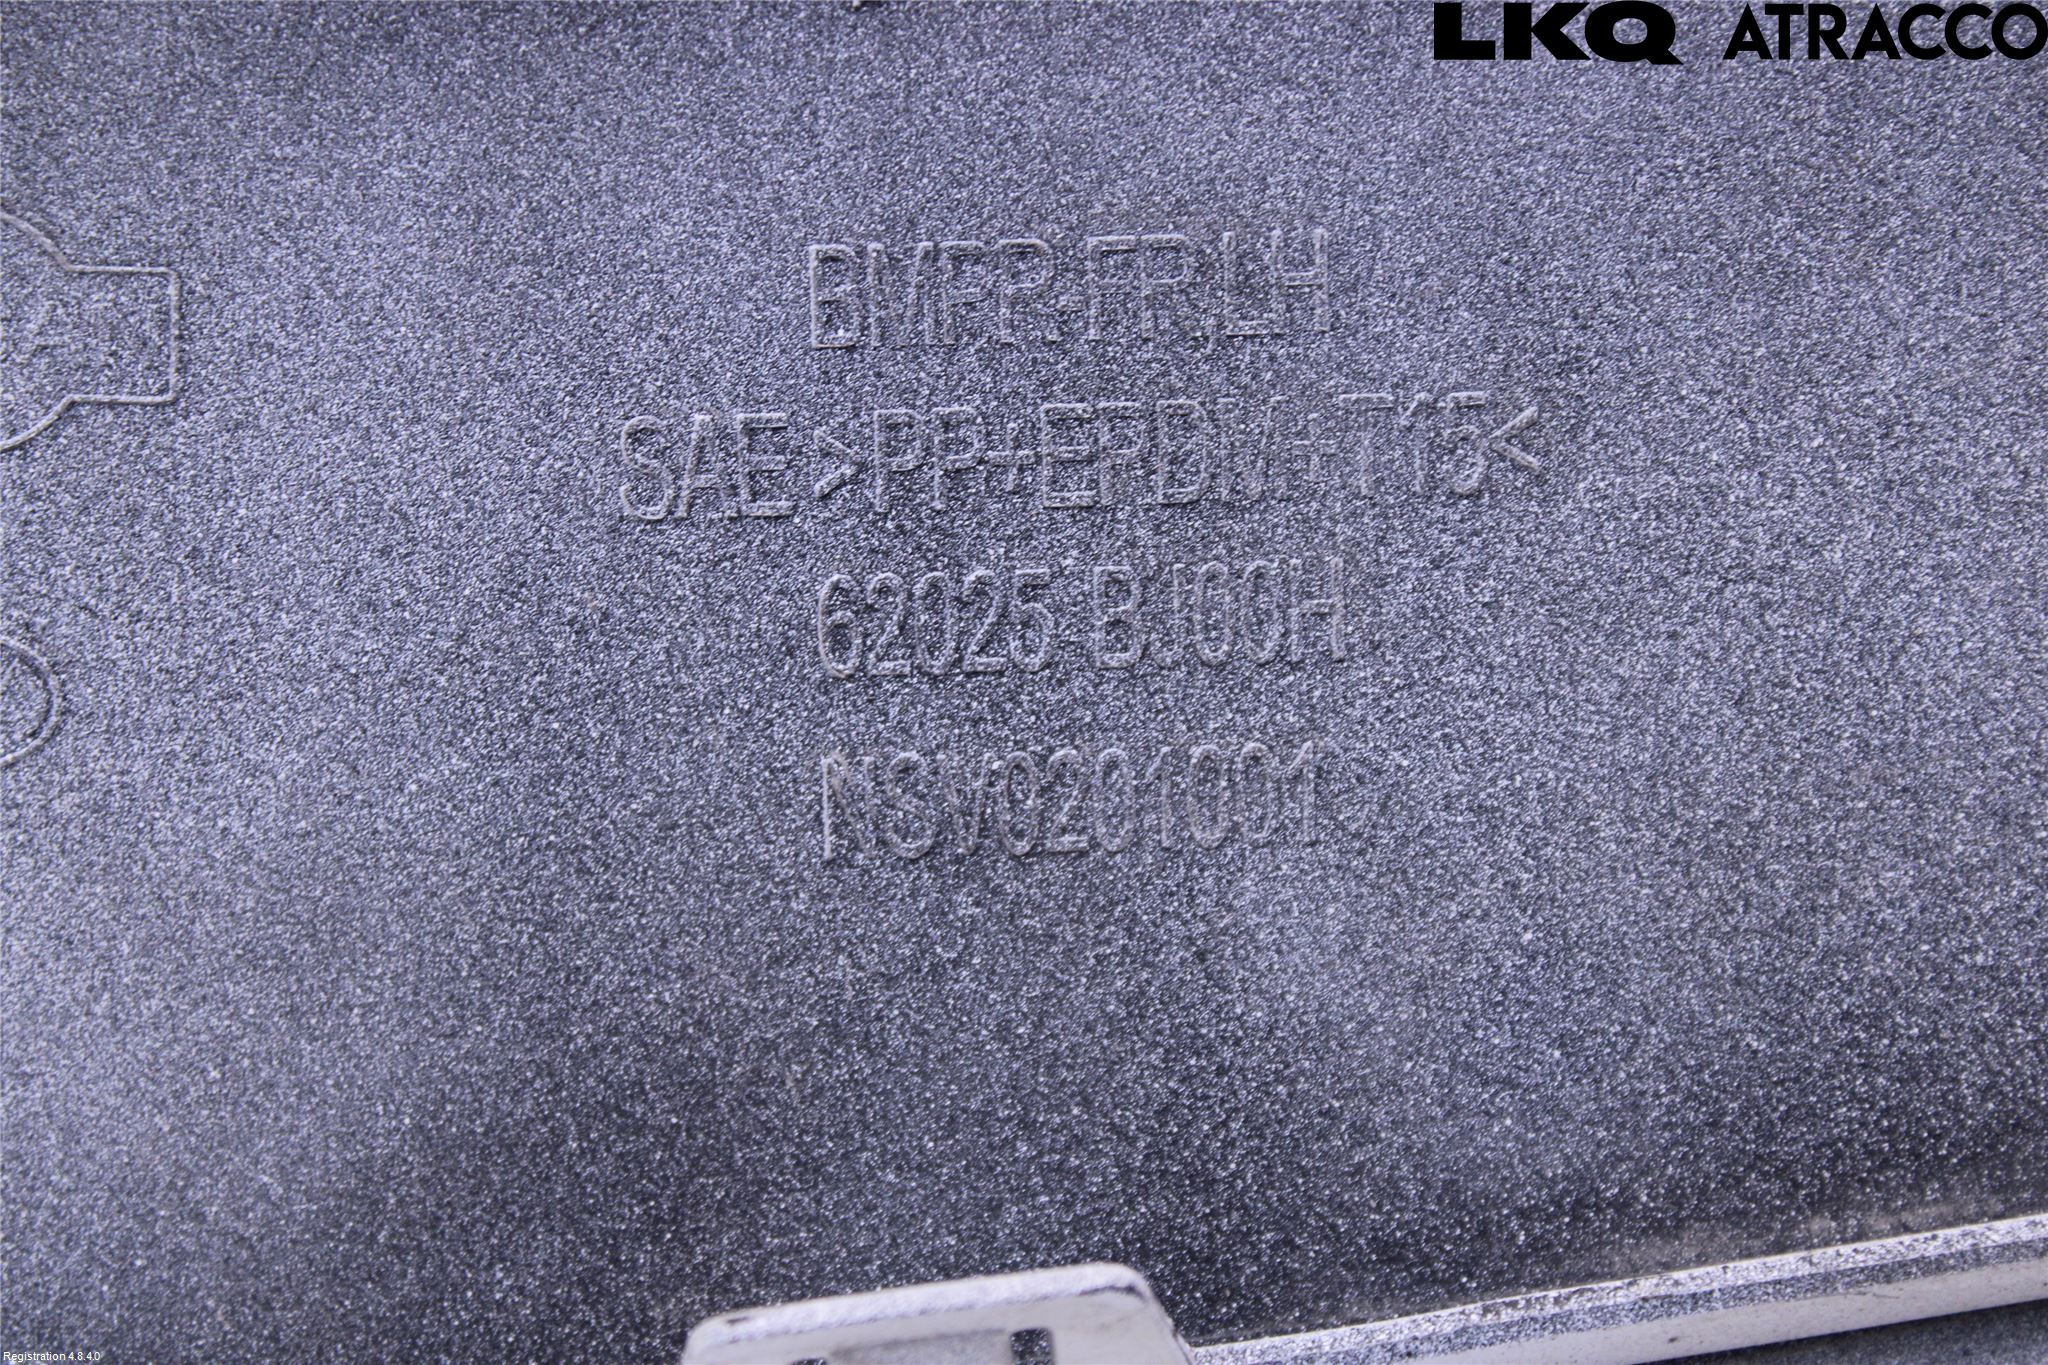 LKQ ATRACCO
BMPR-FR,LH
SAE >PP+EPDM+T15<
62025 BJ00H
NSV0201001
Registration 4.8.4.0